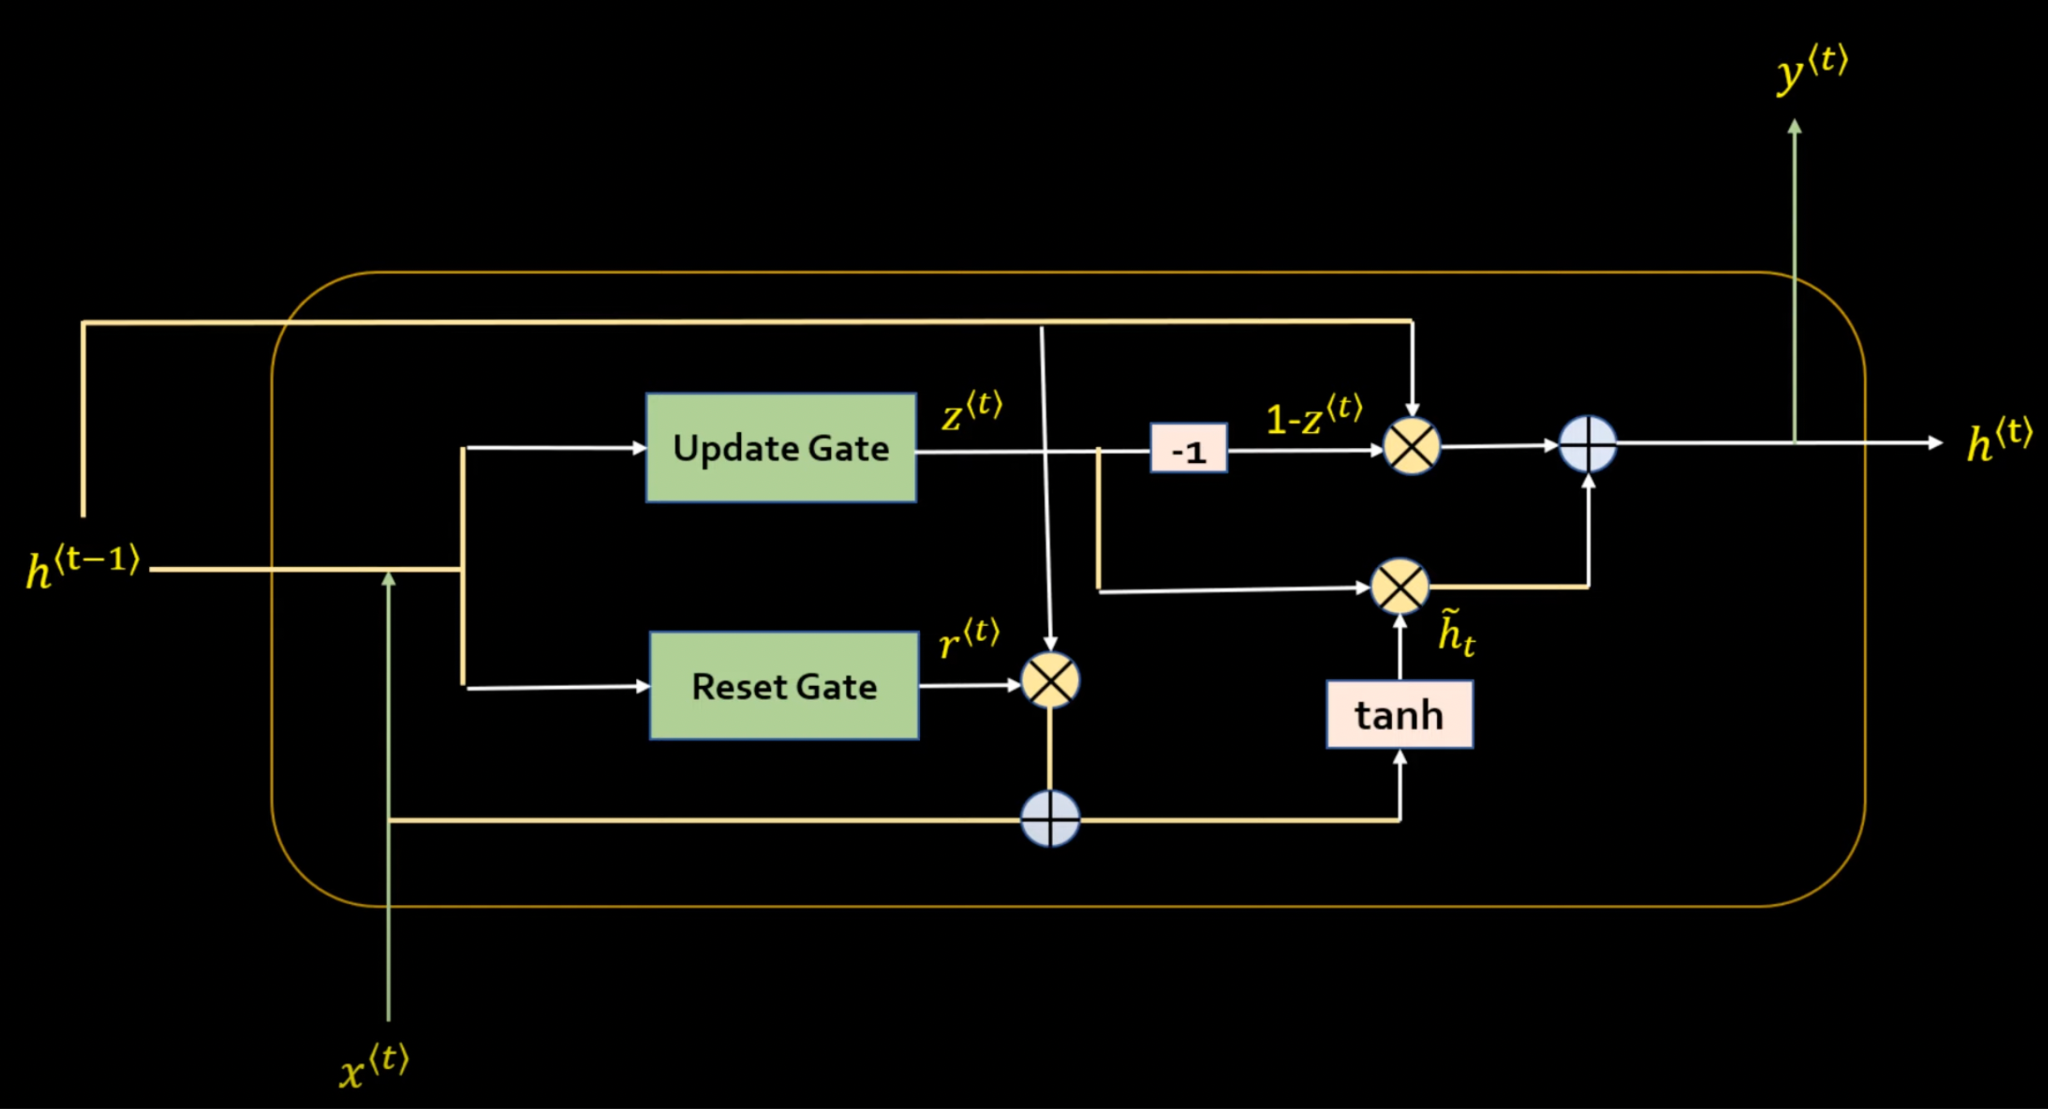 y⟨t⟩
z⟨t⟩
1-z⟨t⟩
Update Gate
-1
h⟨t⟩
h⟨t−1⟩
r⟨t⟩
h̃t
Reset Gate
tanh
x⟨t⟩